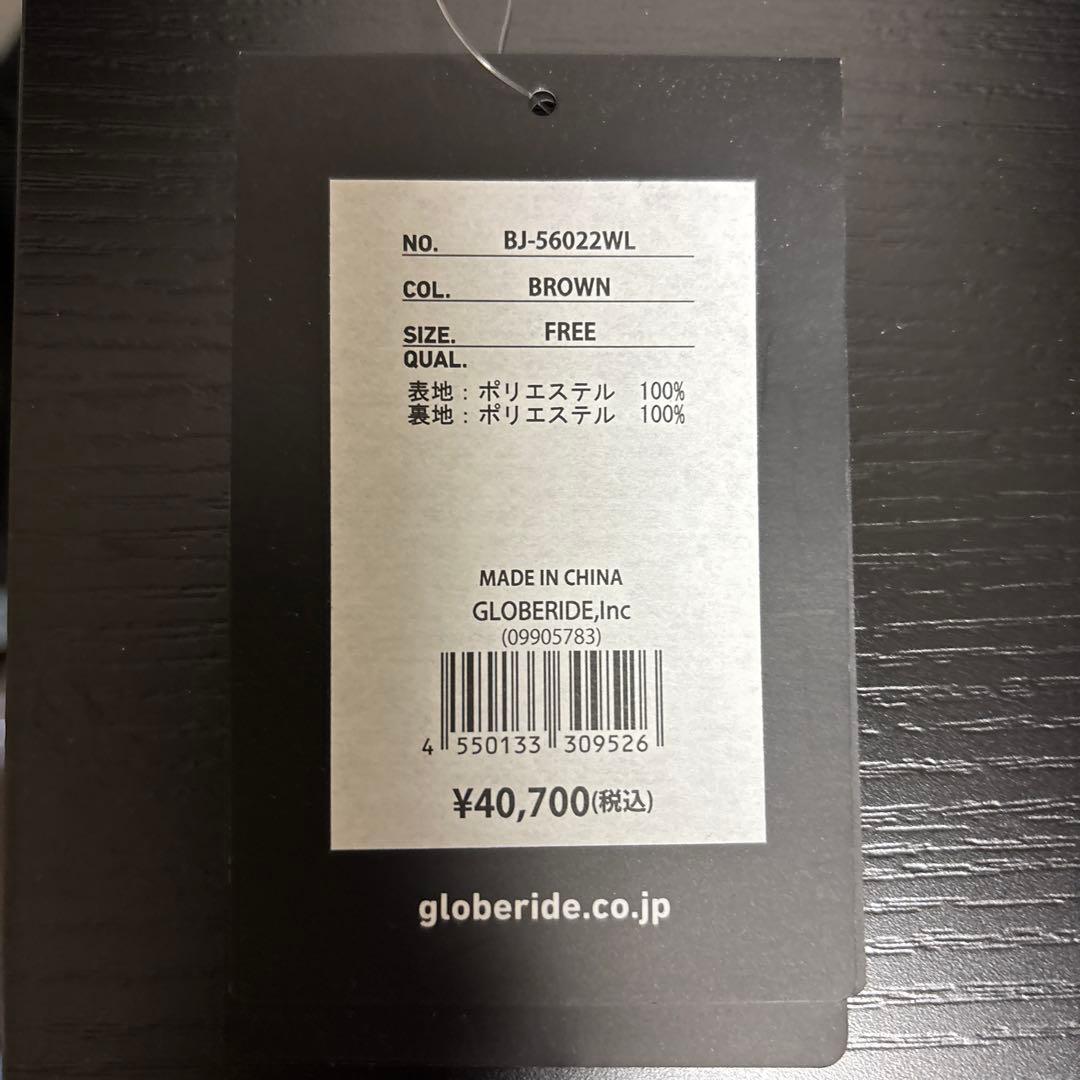 NO. BJ-56022WL
COL. BROWN
SIZE. FREE
QUAL.
表地：ポリエステル　100%
裏地：ポリエステル　100%
MADE IN CHINA
GLOBERIDE,Inc
(09905783)
4 550133 309526
¥40,700(税込)
globeride.co.jp